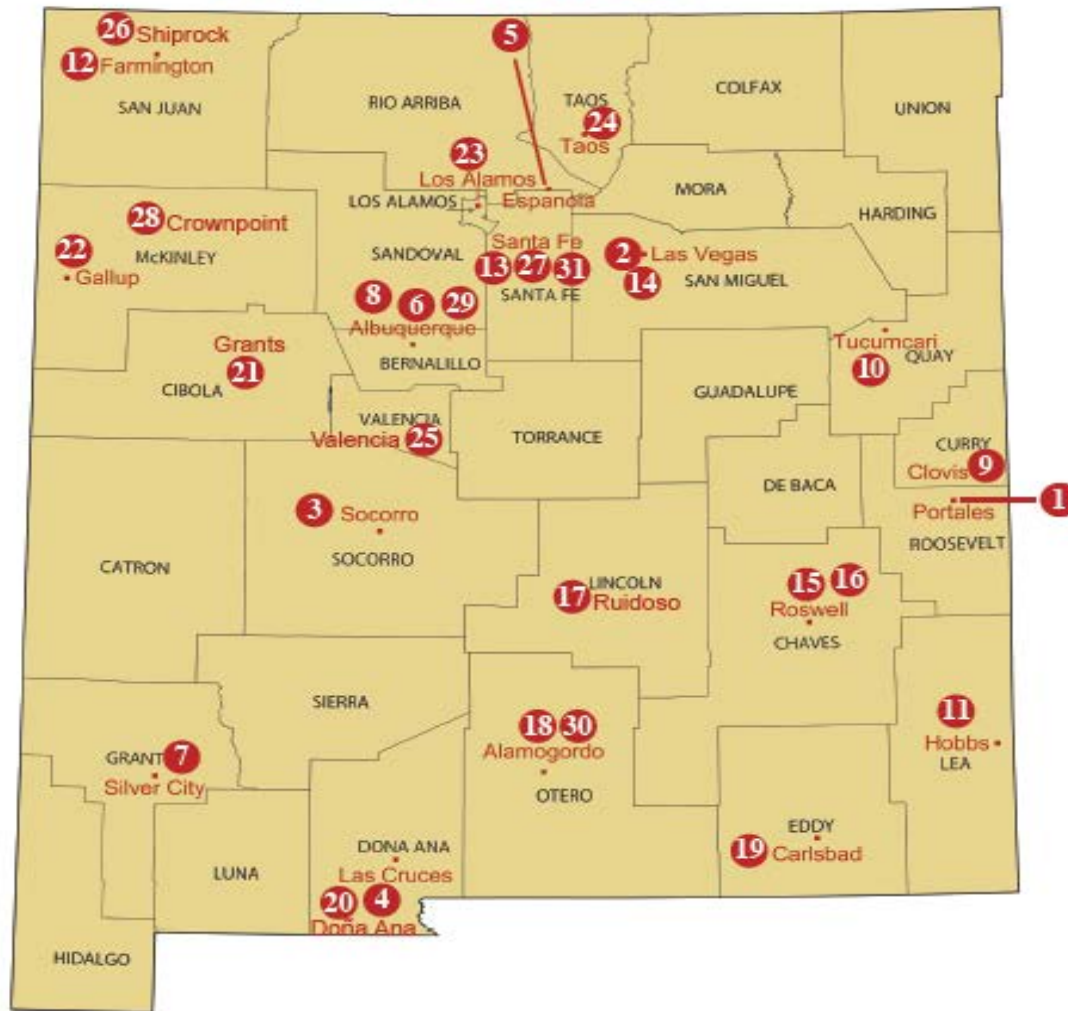 26 Shiprock
5
12 Farmington
SAN JUAN
RIO ARRIBA
TAOS
COLFAX
UNION
24
Taos
23
Los Alamos
LOS ALAMOS
Espanola
MORA
HARDING
28 Crownpoint
McKINLEY
22
Gallup
SANDOVAL
Santa Fe
13 27 31
SANTA FE
2 Las Vegas
14
SAN MIGUEL
8 6 29
Albuquerque
BERNALILLO
Grants
21
CIBOLA
Tucumcari
QUAY
10
GUADALUPE
VALENCIA
Valencia 25
TORRANCE
CURRY
Clovis 9
DE BACA
1
Portales
ROOSEVELT
3 Socorro
SOCORRO
CATRON
LINCOLN
17 Ruidoso
15 16
Roswell
CHAVES
SIERRA
18 30
Alamogordo
OTERO
11
Hobbs
LEA
GRANT 7
Silver City
EDDY
19 Carlsbad
DONA ANA
Las Cruces
20 4
Doña Ana
LUNA
HIDALGO